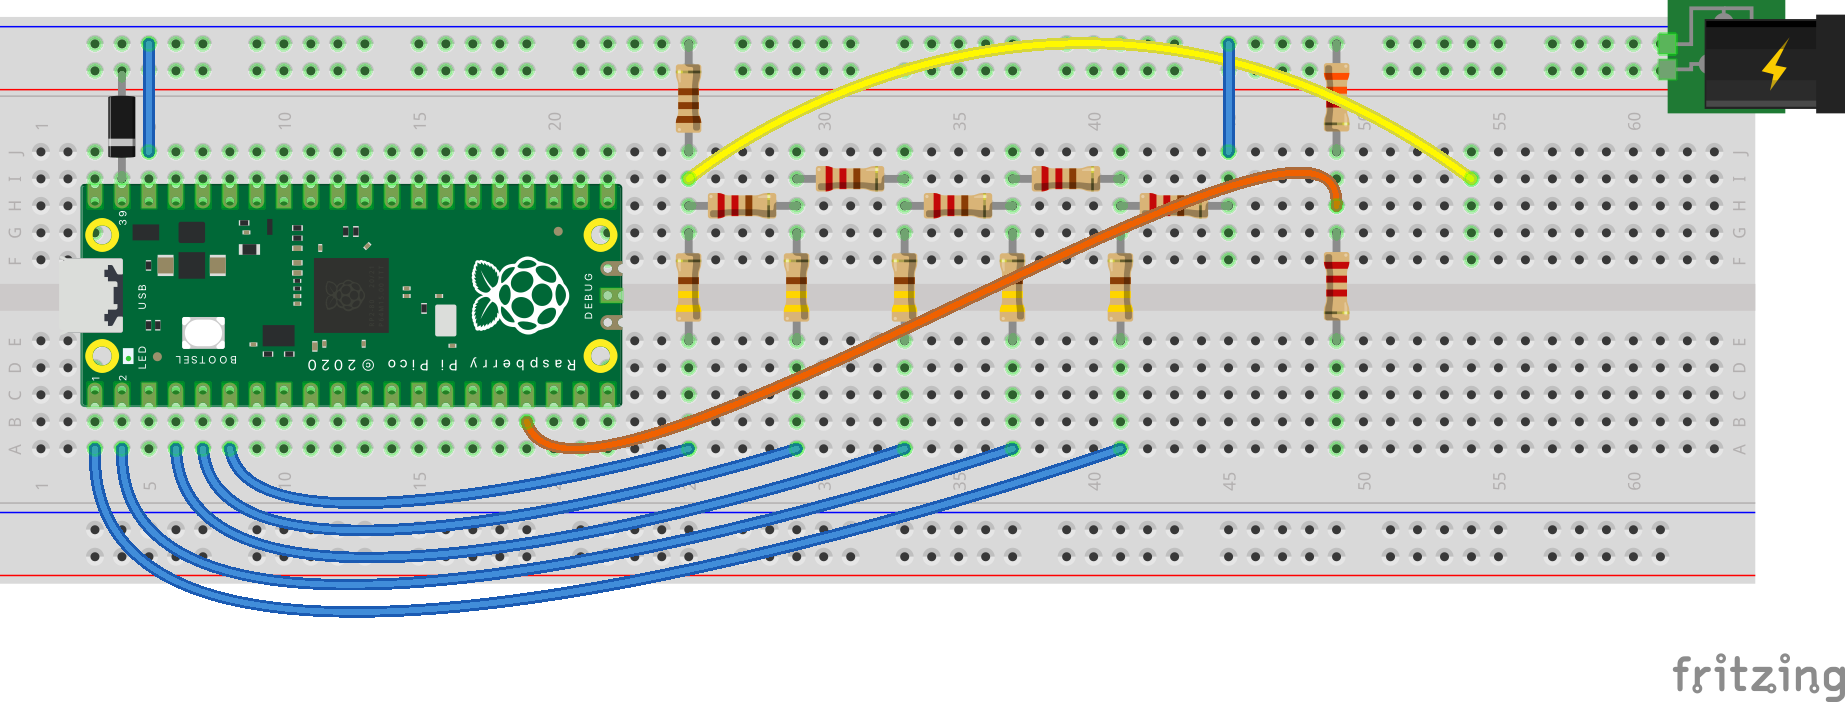 1 10 15 20 30 35 40 45 50 55 60
J J
I I
H H
G G
F F
39
USB
DEBUG
LED
BOOTSEL
Raspberry Pi Pico © 2020
1 2
E E
D D
C C
B B
A A
1 5 10 15 30 35 40 45 50 55 60
fritzing